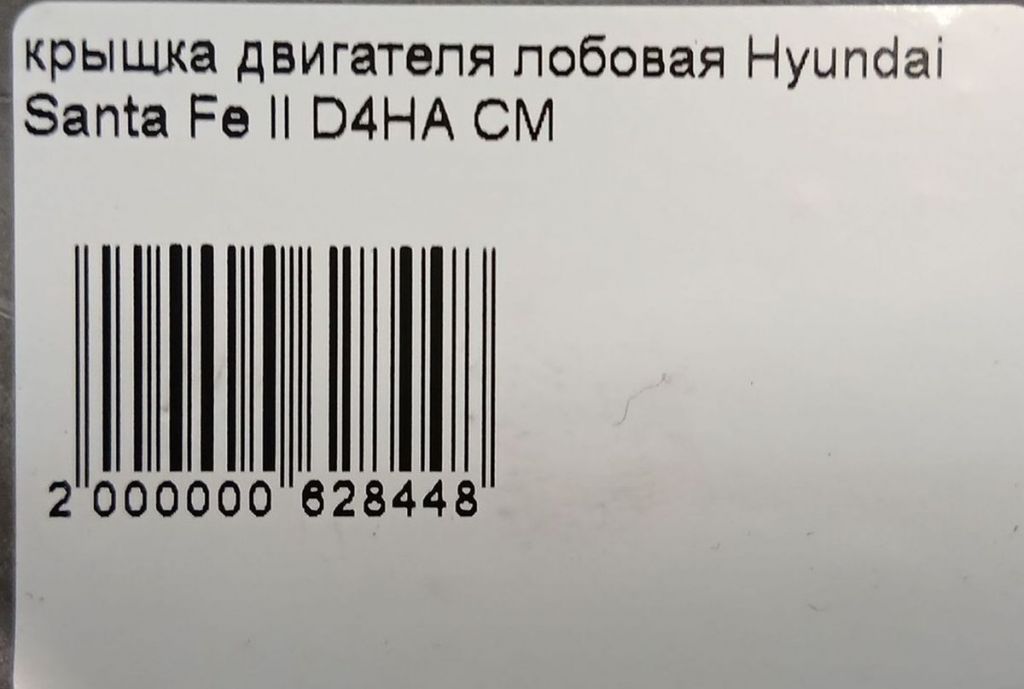 крыщка двигателя лобовая Hyundai
Santa Fe II D4HA CM
2 000000 628448